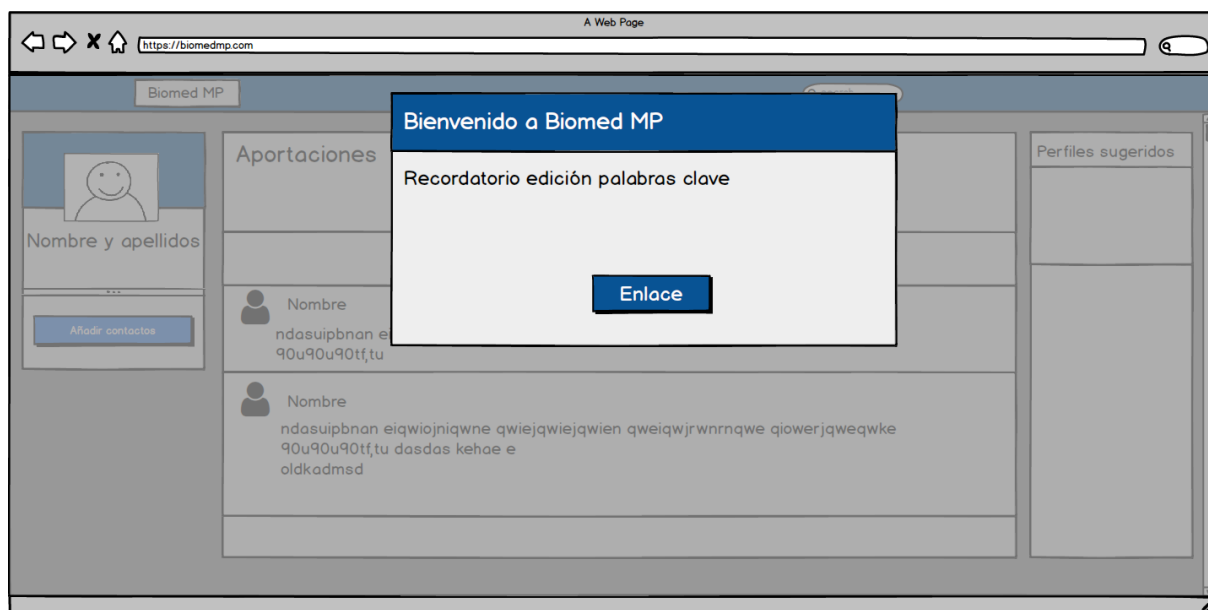 A Web Page
https://biomedmp.com
Biomed MP
search
Bienvenido a Biomed MP
Recordatorio edición palabras clave
Enlace
Nombre y apellidos
Añadir contactos
Aportaciones
Nombre
ndasuipbnan
90u90u90tf,tu
Nombre
ndasuipbnan eiqwiojniqwne qwiejqwiejqwien qweiqwjrwnrnqwe qiowerjqweqwke
90u90u90tf,tu dasdas kehae e
oldkadmsd
Perfiles sugeridos